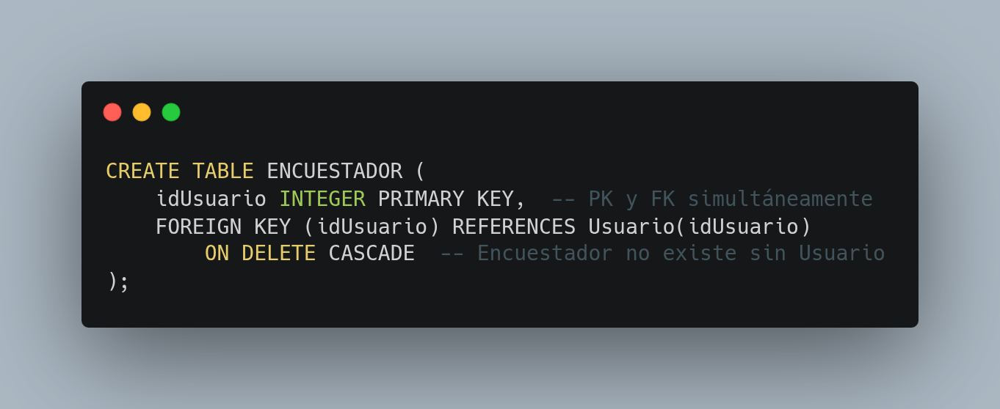 CREATE TABLE ENCUESTADOR (
    idUsuario INTEGER PRIMARY KEY,  -- PK y FK simultáneamente
    FOREIGN KEY (idUsuario) REFERENCES Usuario(idUsuario)
        ON DELETE CASCADE  -- Encuestador no existe sin Usuario
);